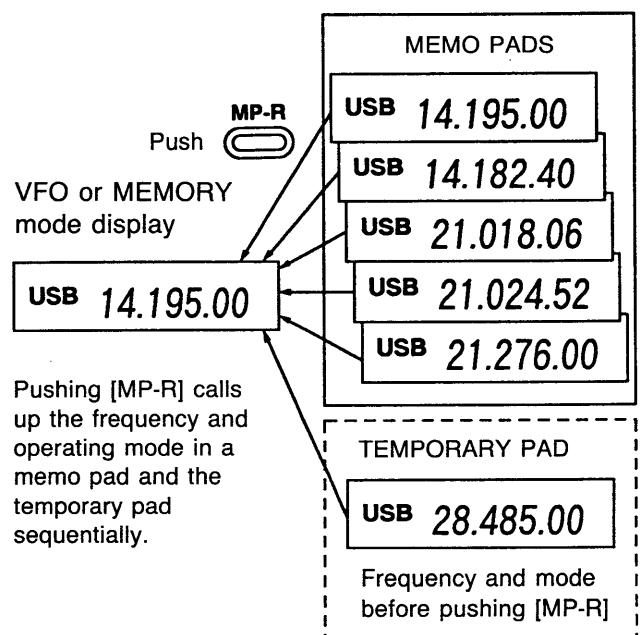 MEMO PADS
USB 14.195.00
MP-R
Push
USB 14.182.40
VFO or MEMORY
mode display
USB 21.018.06
USB 21.024.52
USB 14.195.00
USB 21.276.00
Pushing [MP-R] calls
up the frequency and
operating mode in a
memo pad and the
temporary pad
sequentially.
TEMPORARY PAD
USB 28.485.00
Frequency and mode
before pushing [MP-R]